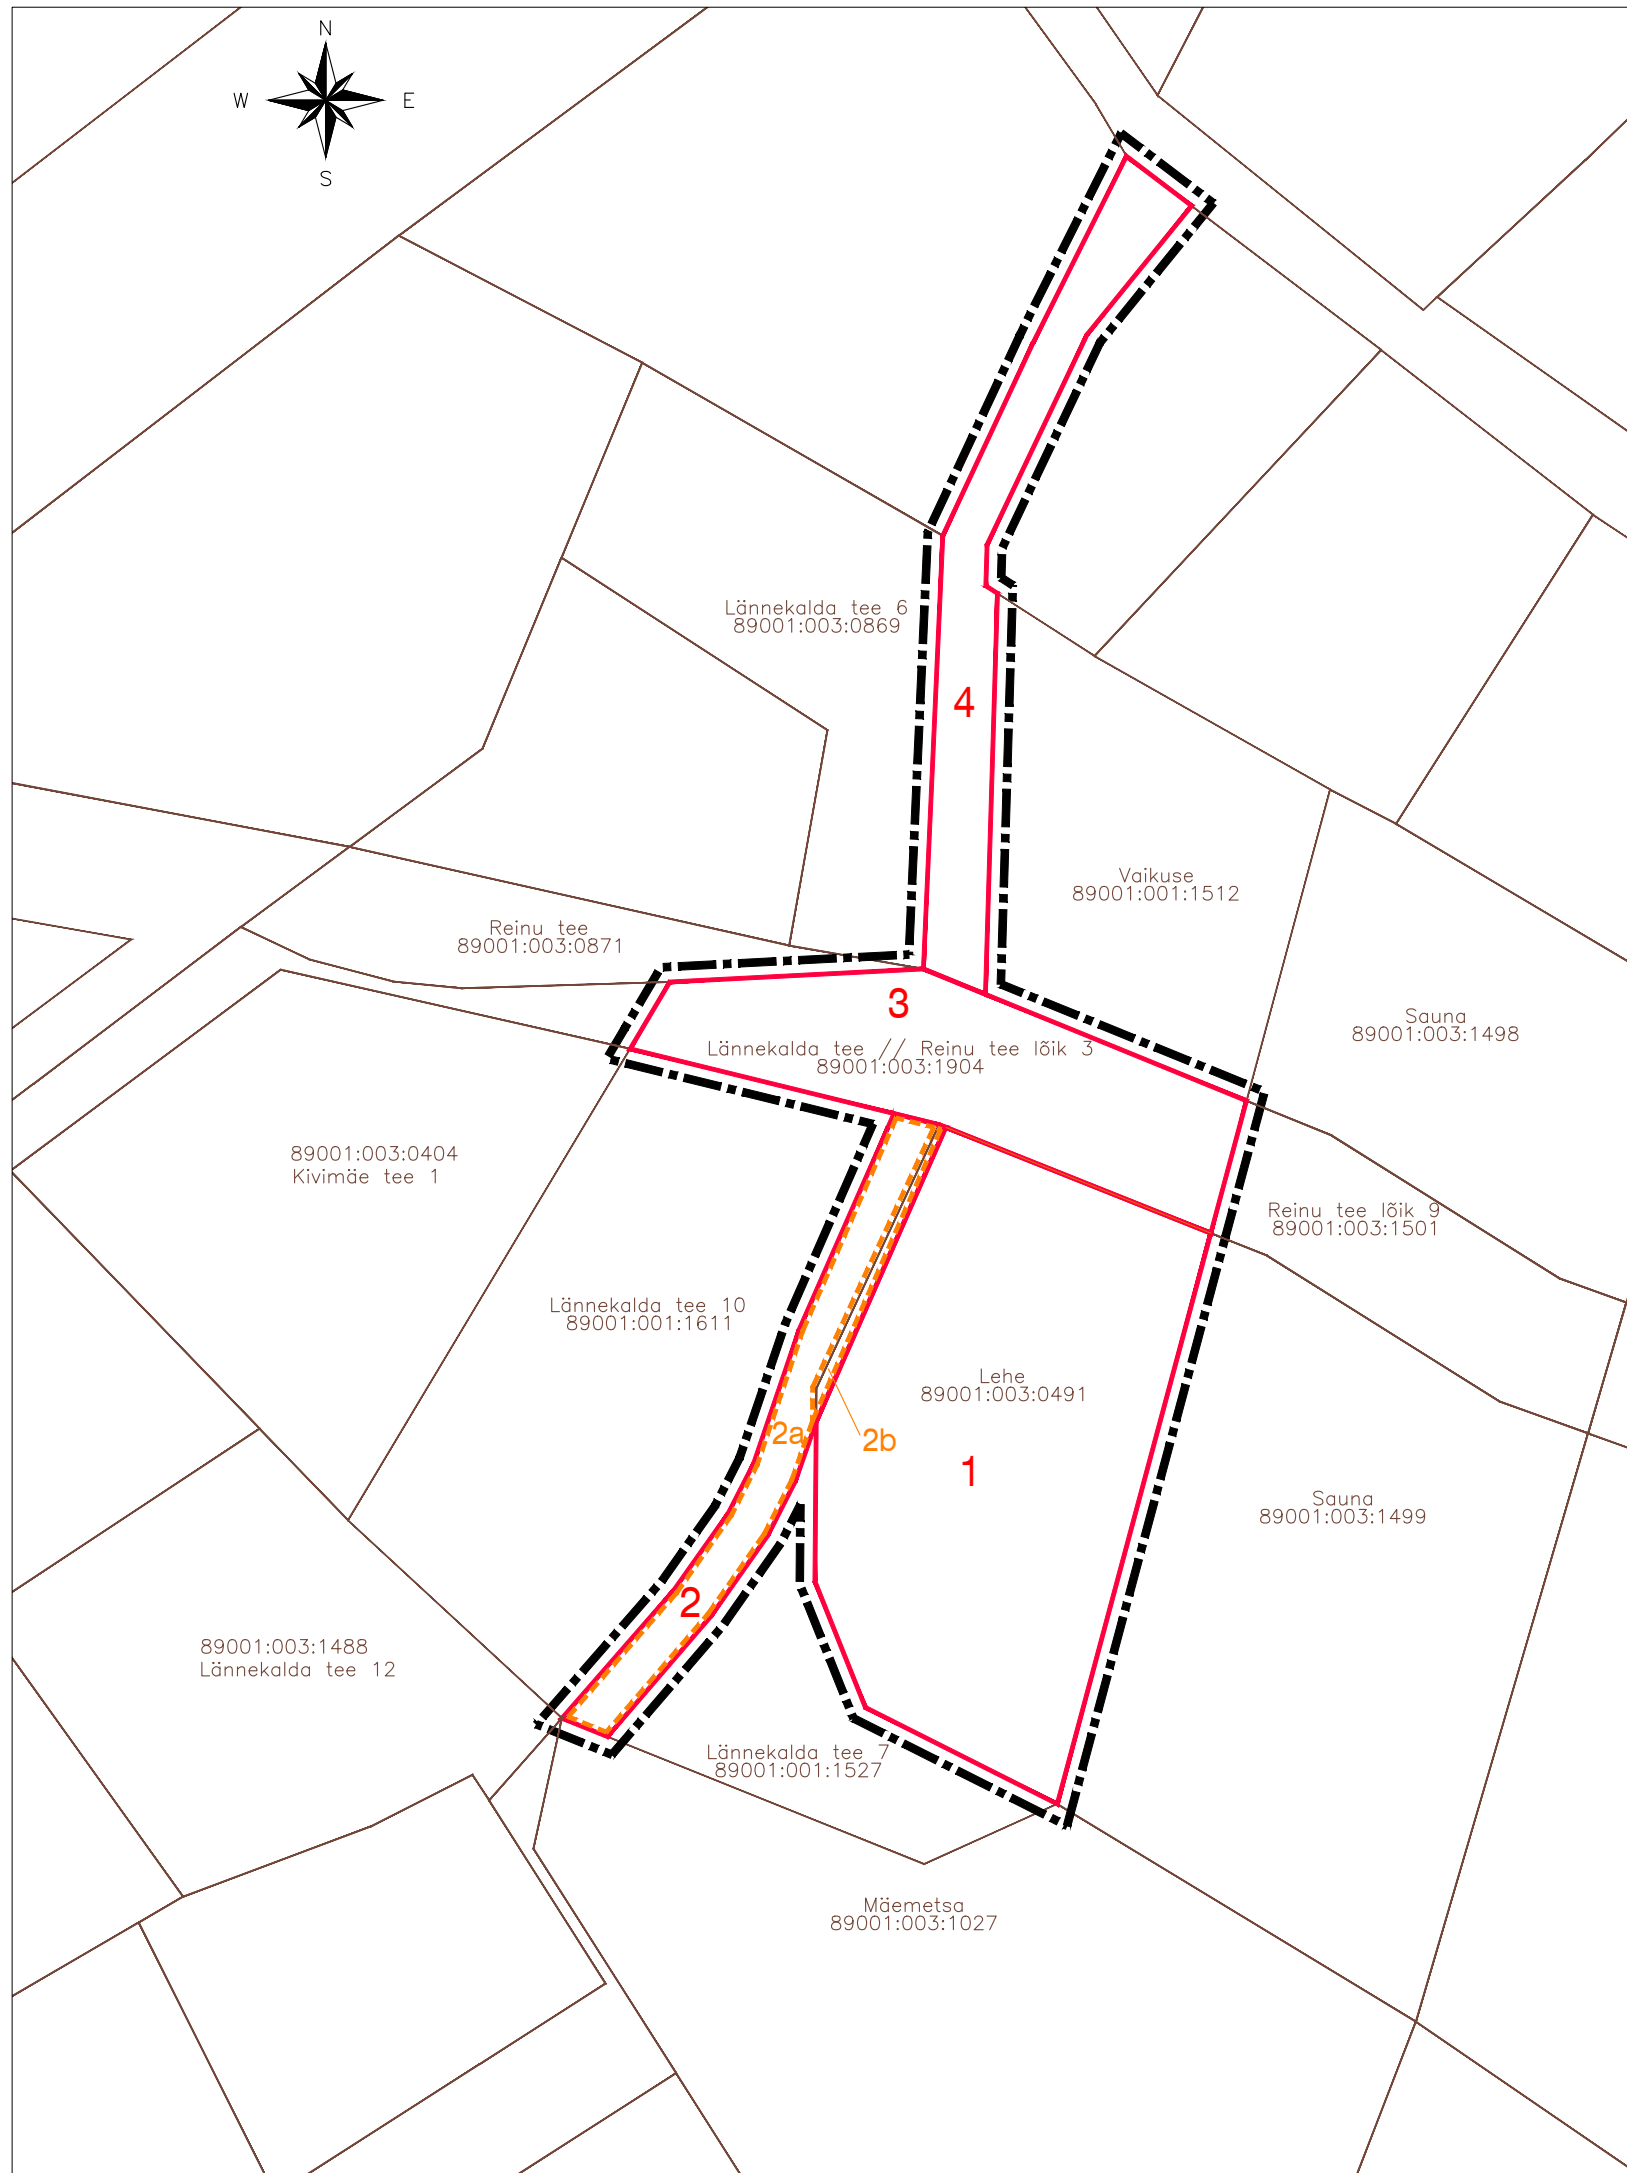 N
W
E
S
Lännekalda tee 6
89001:003:0869
4
Vaikuse
89001:001:1512
Reinu tee
89001:003:0871
3
Sauna
89001:003:1498
Lännekalda tee // Reinu tee lõik 3
89001:003:1904
89001:003:0404
Kivimäe tee 1
Reinu tee lõik 9
89001:003:1501
Lännekalda tee 10
89001:001:1611
Lehe
89001:003:0491
2a
2b
1
Sauna
89001:003:1499
2
89001:003:1488
Lännekalda tee 12
Lännekalda tee 7
89001:001:1527
Mäemetsa
89001:003:1027